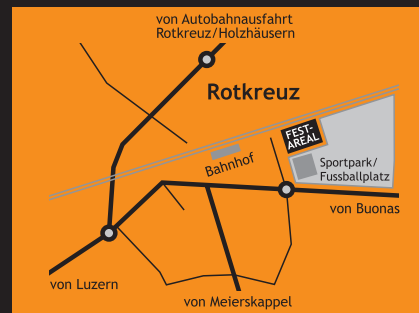 von Autobahnausfahrt
Rotkreuz/Holzhäusern
Rotkreuz
FEST-
AREAL
Bahnhof
Sportpark/
Fussballplatz
von Buonas
von Luzern
von Meierskappel